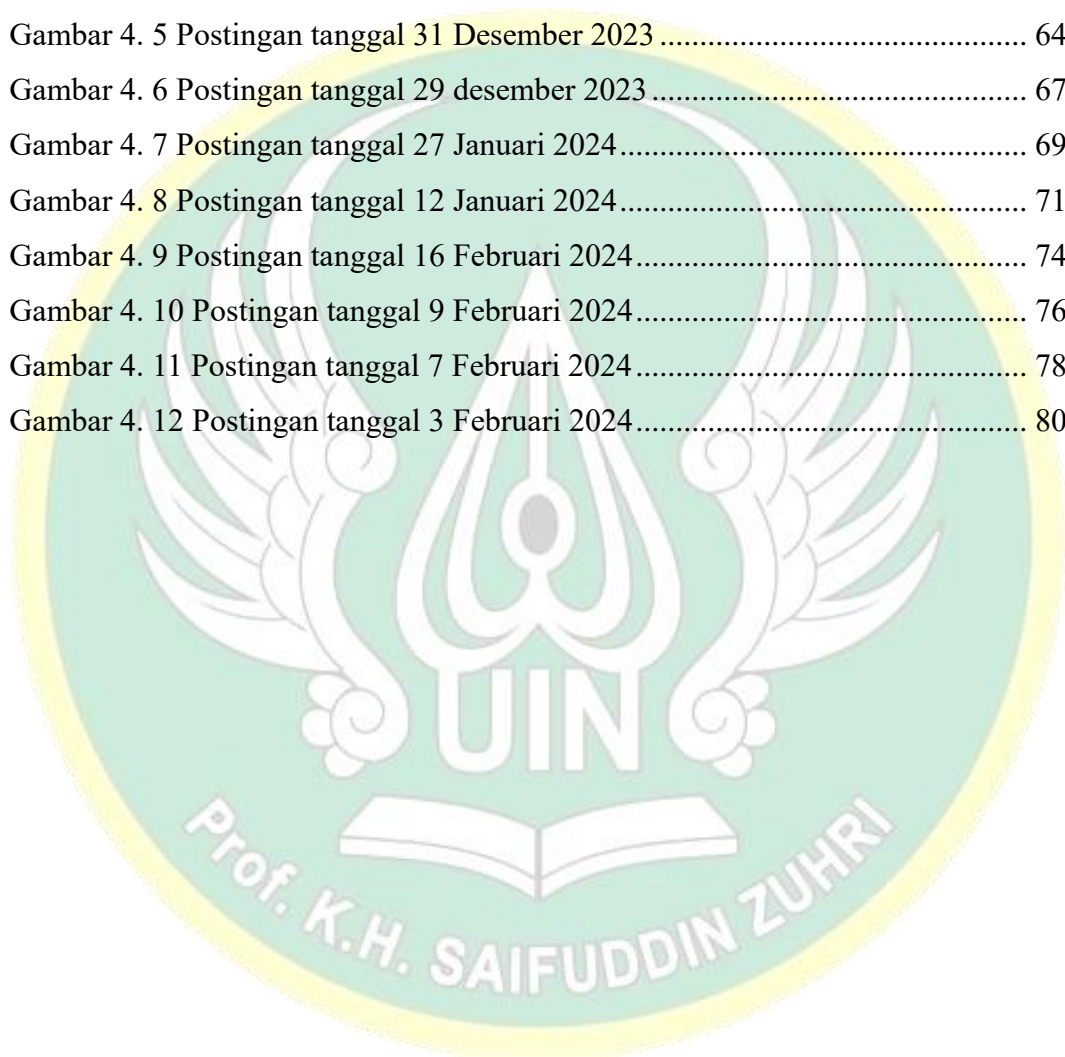 Gambar 4. 5 Postingan tanggal 31 Desember 2023 ........................................ 64
Gambar 4. 6 Postingan tanggal 29 desember 2023 ......................................... 67
Gambar 4. 7 Postingan tanggal 27 Januari 2024............................................. 69
Gambar 4. 8 Postingan tanggal 12 Januari 2024............................................. 71
Gambar 4. 9 Postingan tanggal 16 Februari 2024........................................... 74
Gambar 4. 10 Postingan tanggal 9 Februari 2024........................................... 76
Gambar 4. 11 Postingan tanggal 7 Februari 2024........................................... 78
Gambar 4. 12 Postingan tanggal 3 Februari 2024........................................... 80
UIN
Prof. K.H. SAIFUDDIN ZUHRI